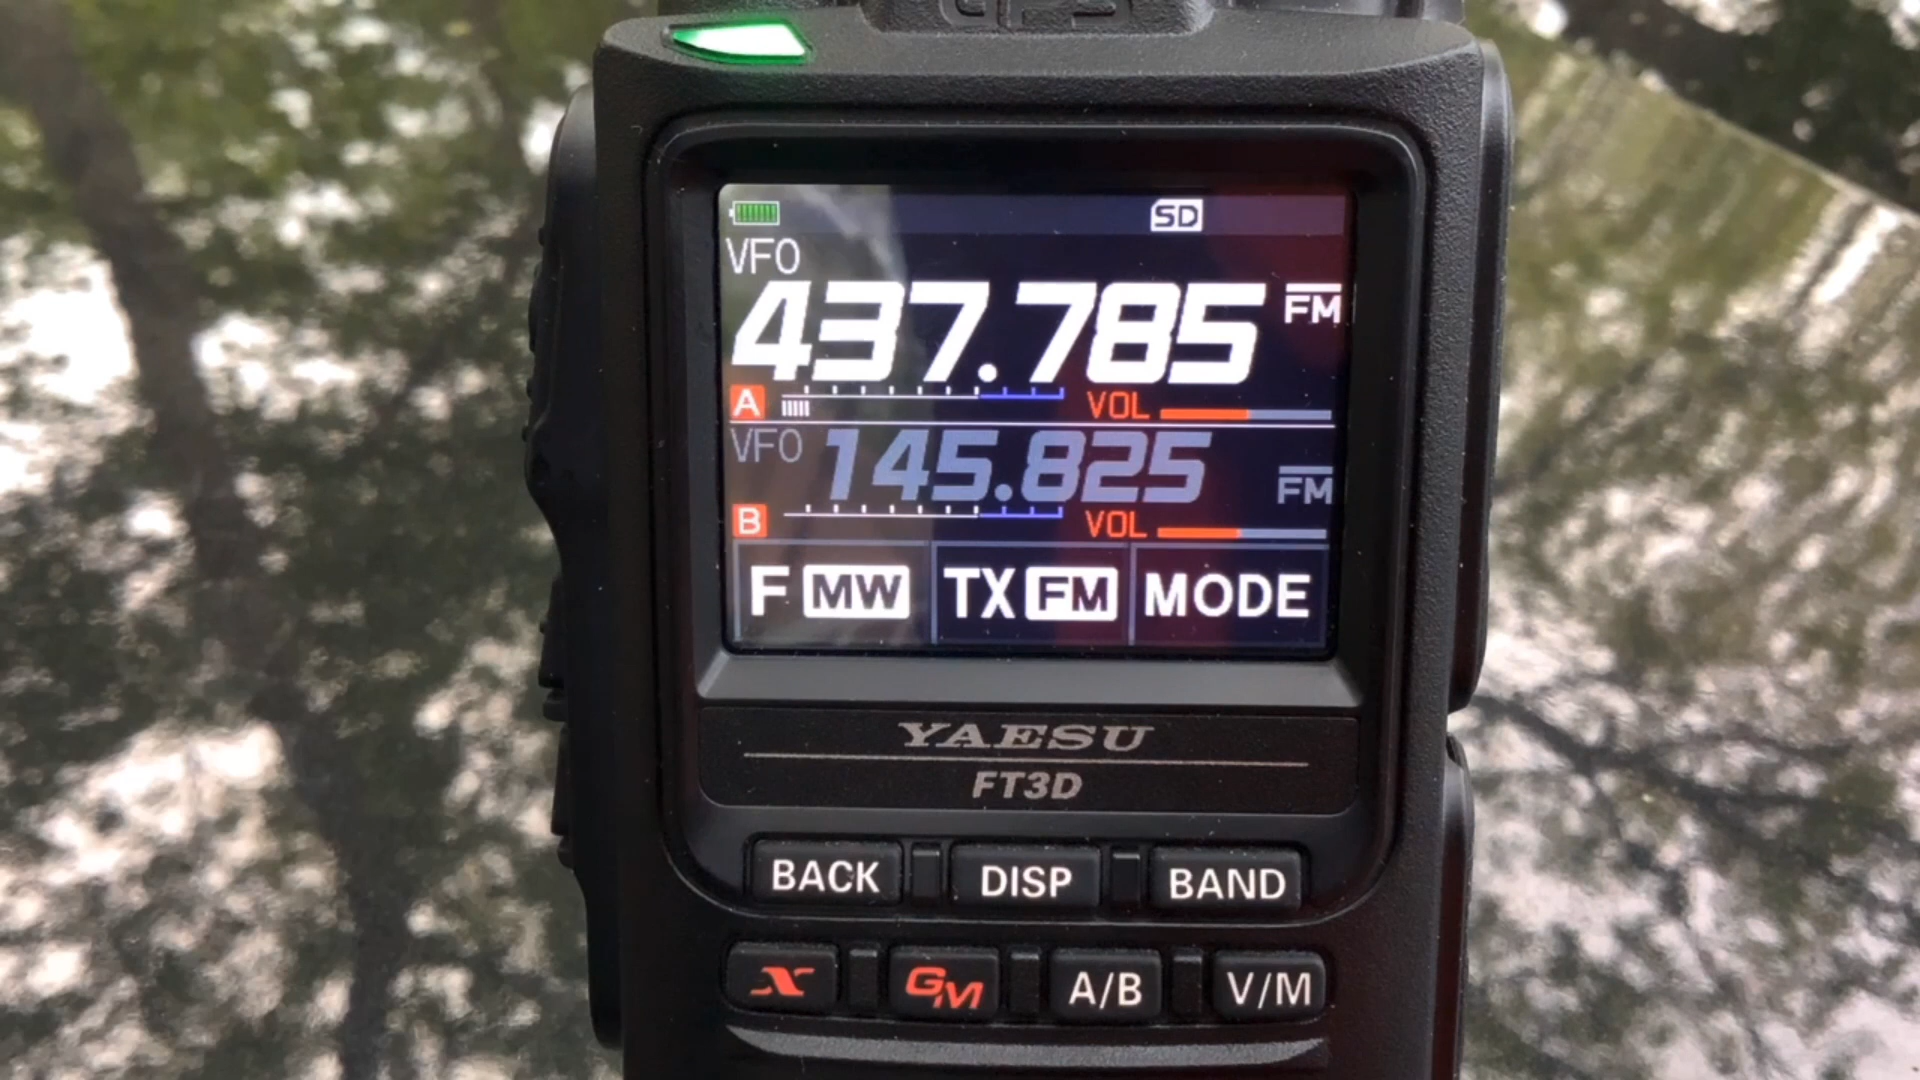 GPS
SD
VFO
437.785 FM
A VOL
VFO 145.825 FM
B VOL
F MW TX FM MODE
YAESU
FT3D
BACK DISP BAND
X GM A/B V/M